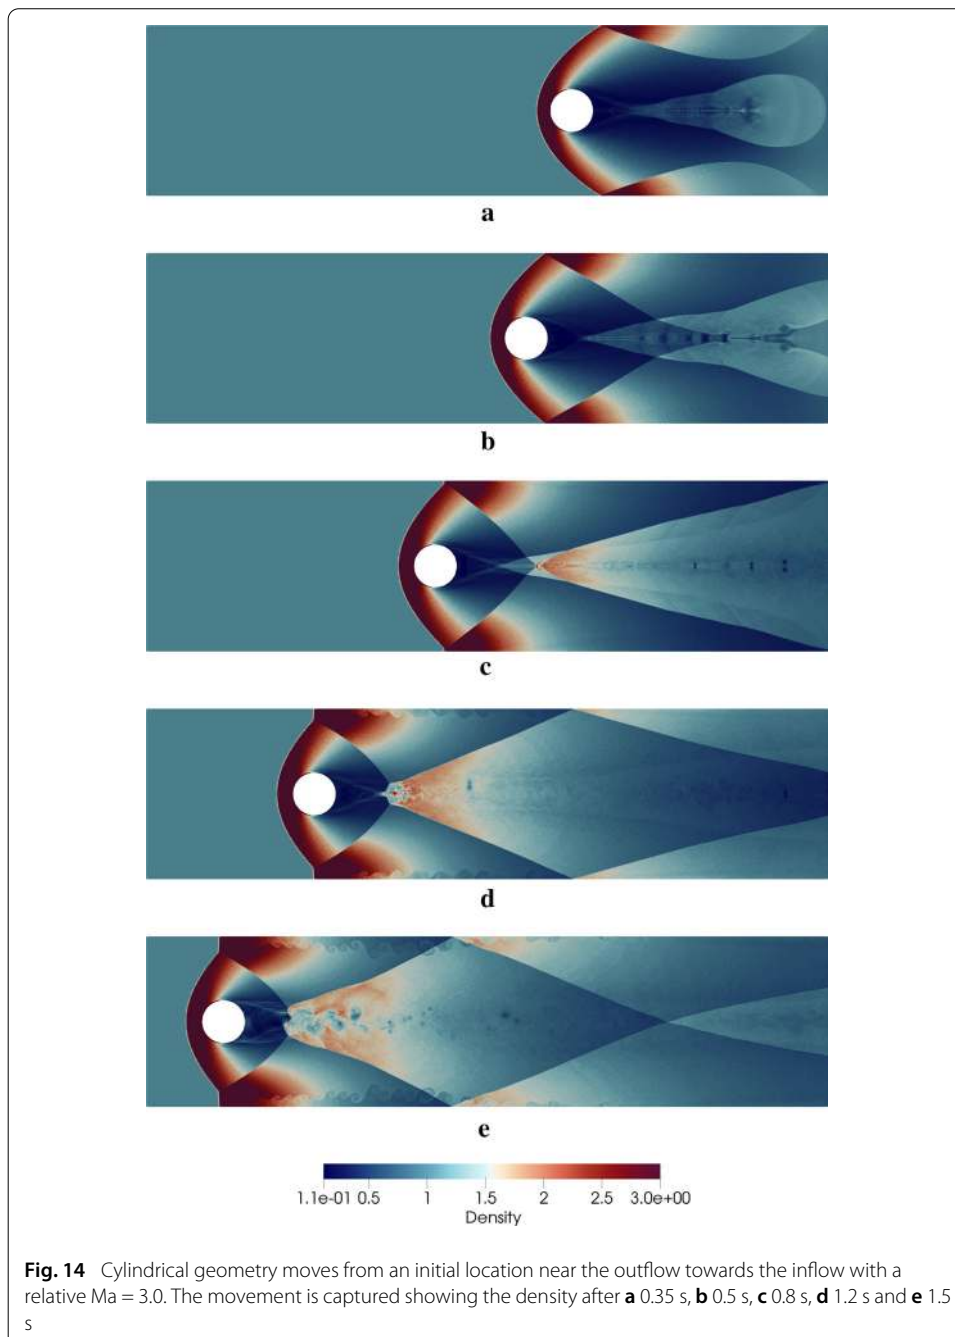 a
b
c
d
e
1.1e-01 0.5 1 1.5 2 2.5 3.0e+00
Density
Fig. 14 Cylindrical geometry moves from an initial location near the outflow towards the inflow with a
relative Ma = 3.0. The movement is captured showing the density after a 0.35 s, b 0.5 s, c 0.8 s, d 1.2 s and e 1.5
s